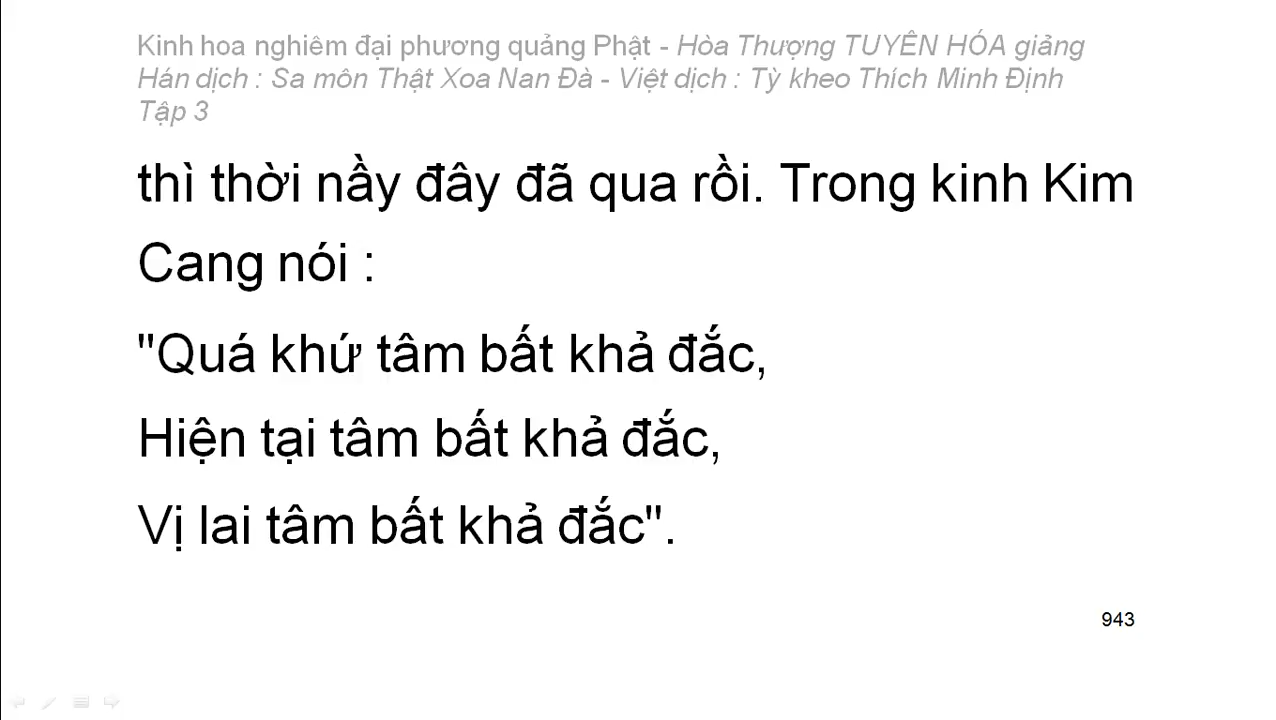 Kinh hoa nghiêm đại phương quảng Phật - Hòa Thượng TUYÊN HÓA giảng
Hán dịch : Sa môn Thật Xoa Nan Đà - Việt dịch : Tỳ kheo Thích Minh Định
Tập 3
thì thời nầy đây đã qua rồi. Trong kinh Kim
Cang nói :
"Quá khứ tâm bất khả đắc,
Hiện tại tâm bất khả đắc,
Vị lai tâm bất khả đắc".
943